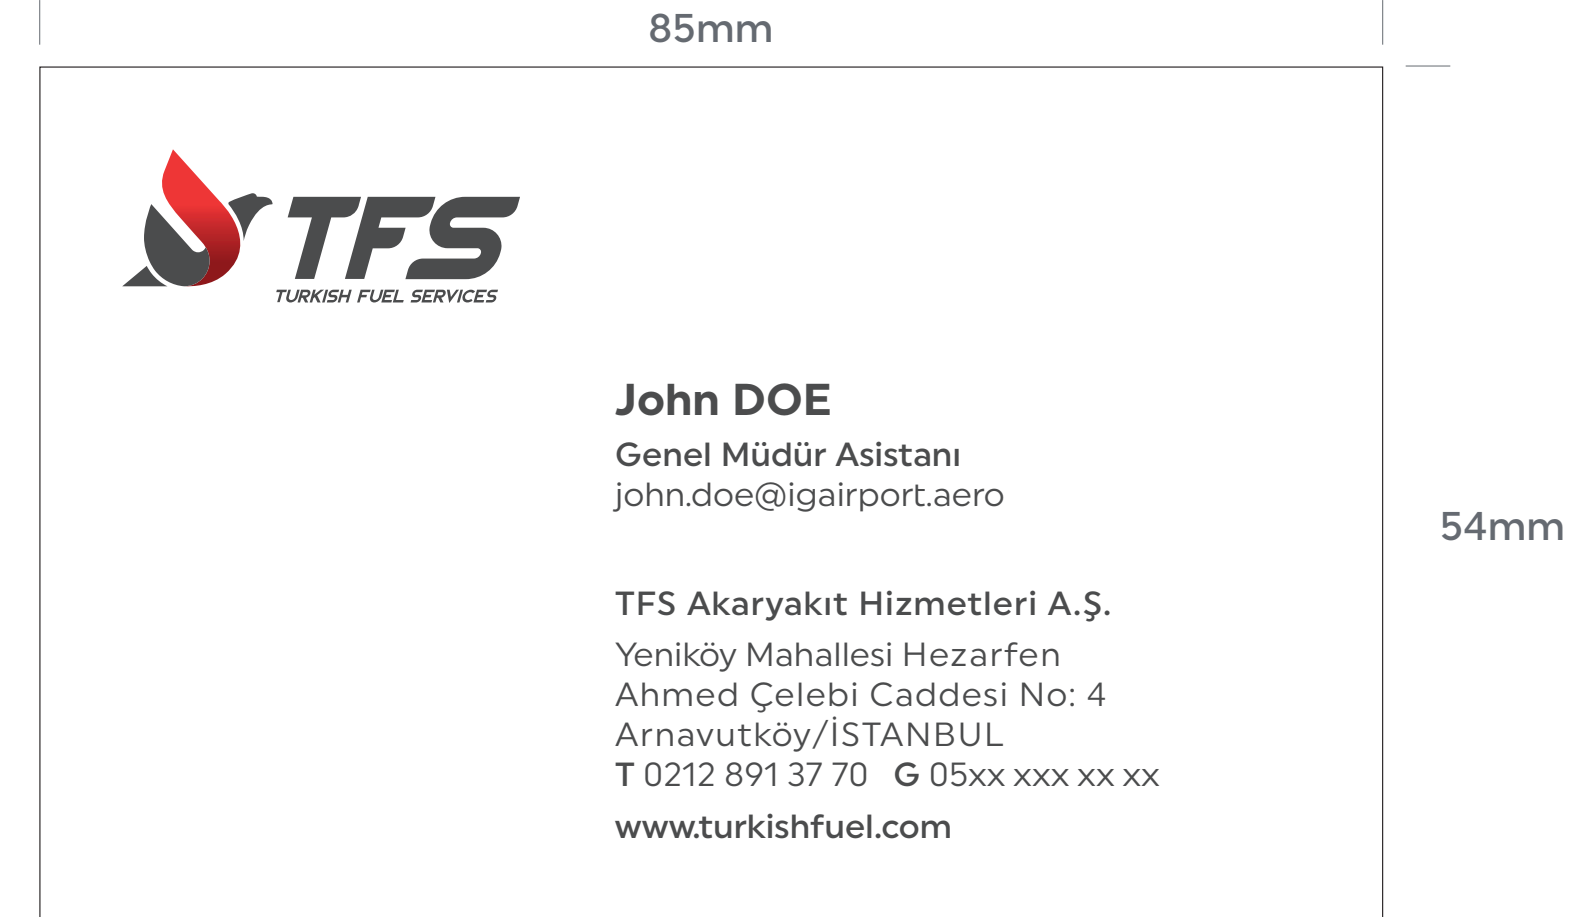 85mm
TFS
TURKISH FUEL SERVICES
John DOE
Genel Müdür Asistanı
john.doe@igairport.aero
54mm
TFS Akaryakıt Hizmetleri A.Ş.
Yeniköy Mahallesi Hezarfen
Ahmed Çelebi Caddesi No: 4
Arnavutköy/İSTANBUL
T 0212 891 37 70 G 05xx xxx xx xx
www.turkishfuel.com